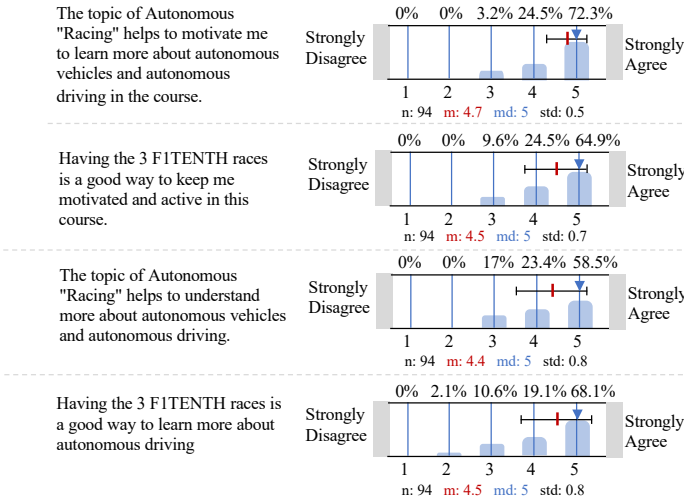 The topic of Autonomous
"Racing" helps to motivate me
to learn more about autonomous
vehicles and autonomous
driving in the course.
Strongly
Disagree
0% 0% 3.2% 24.5% 72.3%
1 2 3 4 5
Strongly
Agree
n: 94 m: 4.7 md: 5 std: 0.5
Having the 3 F1TENTH races
is a good way to keep me
motivated and active in this
course.
Strongly
Disagree
0% 0% 9.6% 24.5% 64.9%
1 2 3 4 5
Strongly
Agree
n: 94 m: 4.5 md: 5 std: 0.7
The topic of Autonomous
"Racing" helps to understand
more about autonomous vehicles
and autonomous driving.
Strongly
Disagree
0% 0% 17% 23.4% 58.5%
1 2 3 4 5
Strongly
Agree
n: 94 m: 4.4 md: 5 std: 0.8
Having the 3 F1TENTH races is
a good way to learn more about
autonomous driving
Strongly
Disagree
0% 2.1% 10.6% 19.1% 68.1%
1 2 3 4 5
Strongly
Agree
n: 94 m: 4.5 md: 5 std: 0.8